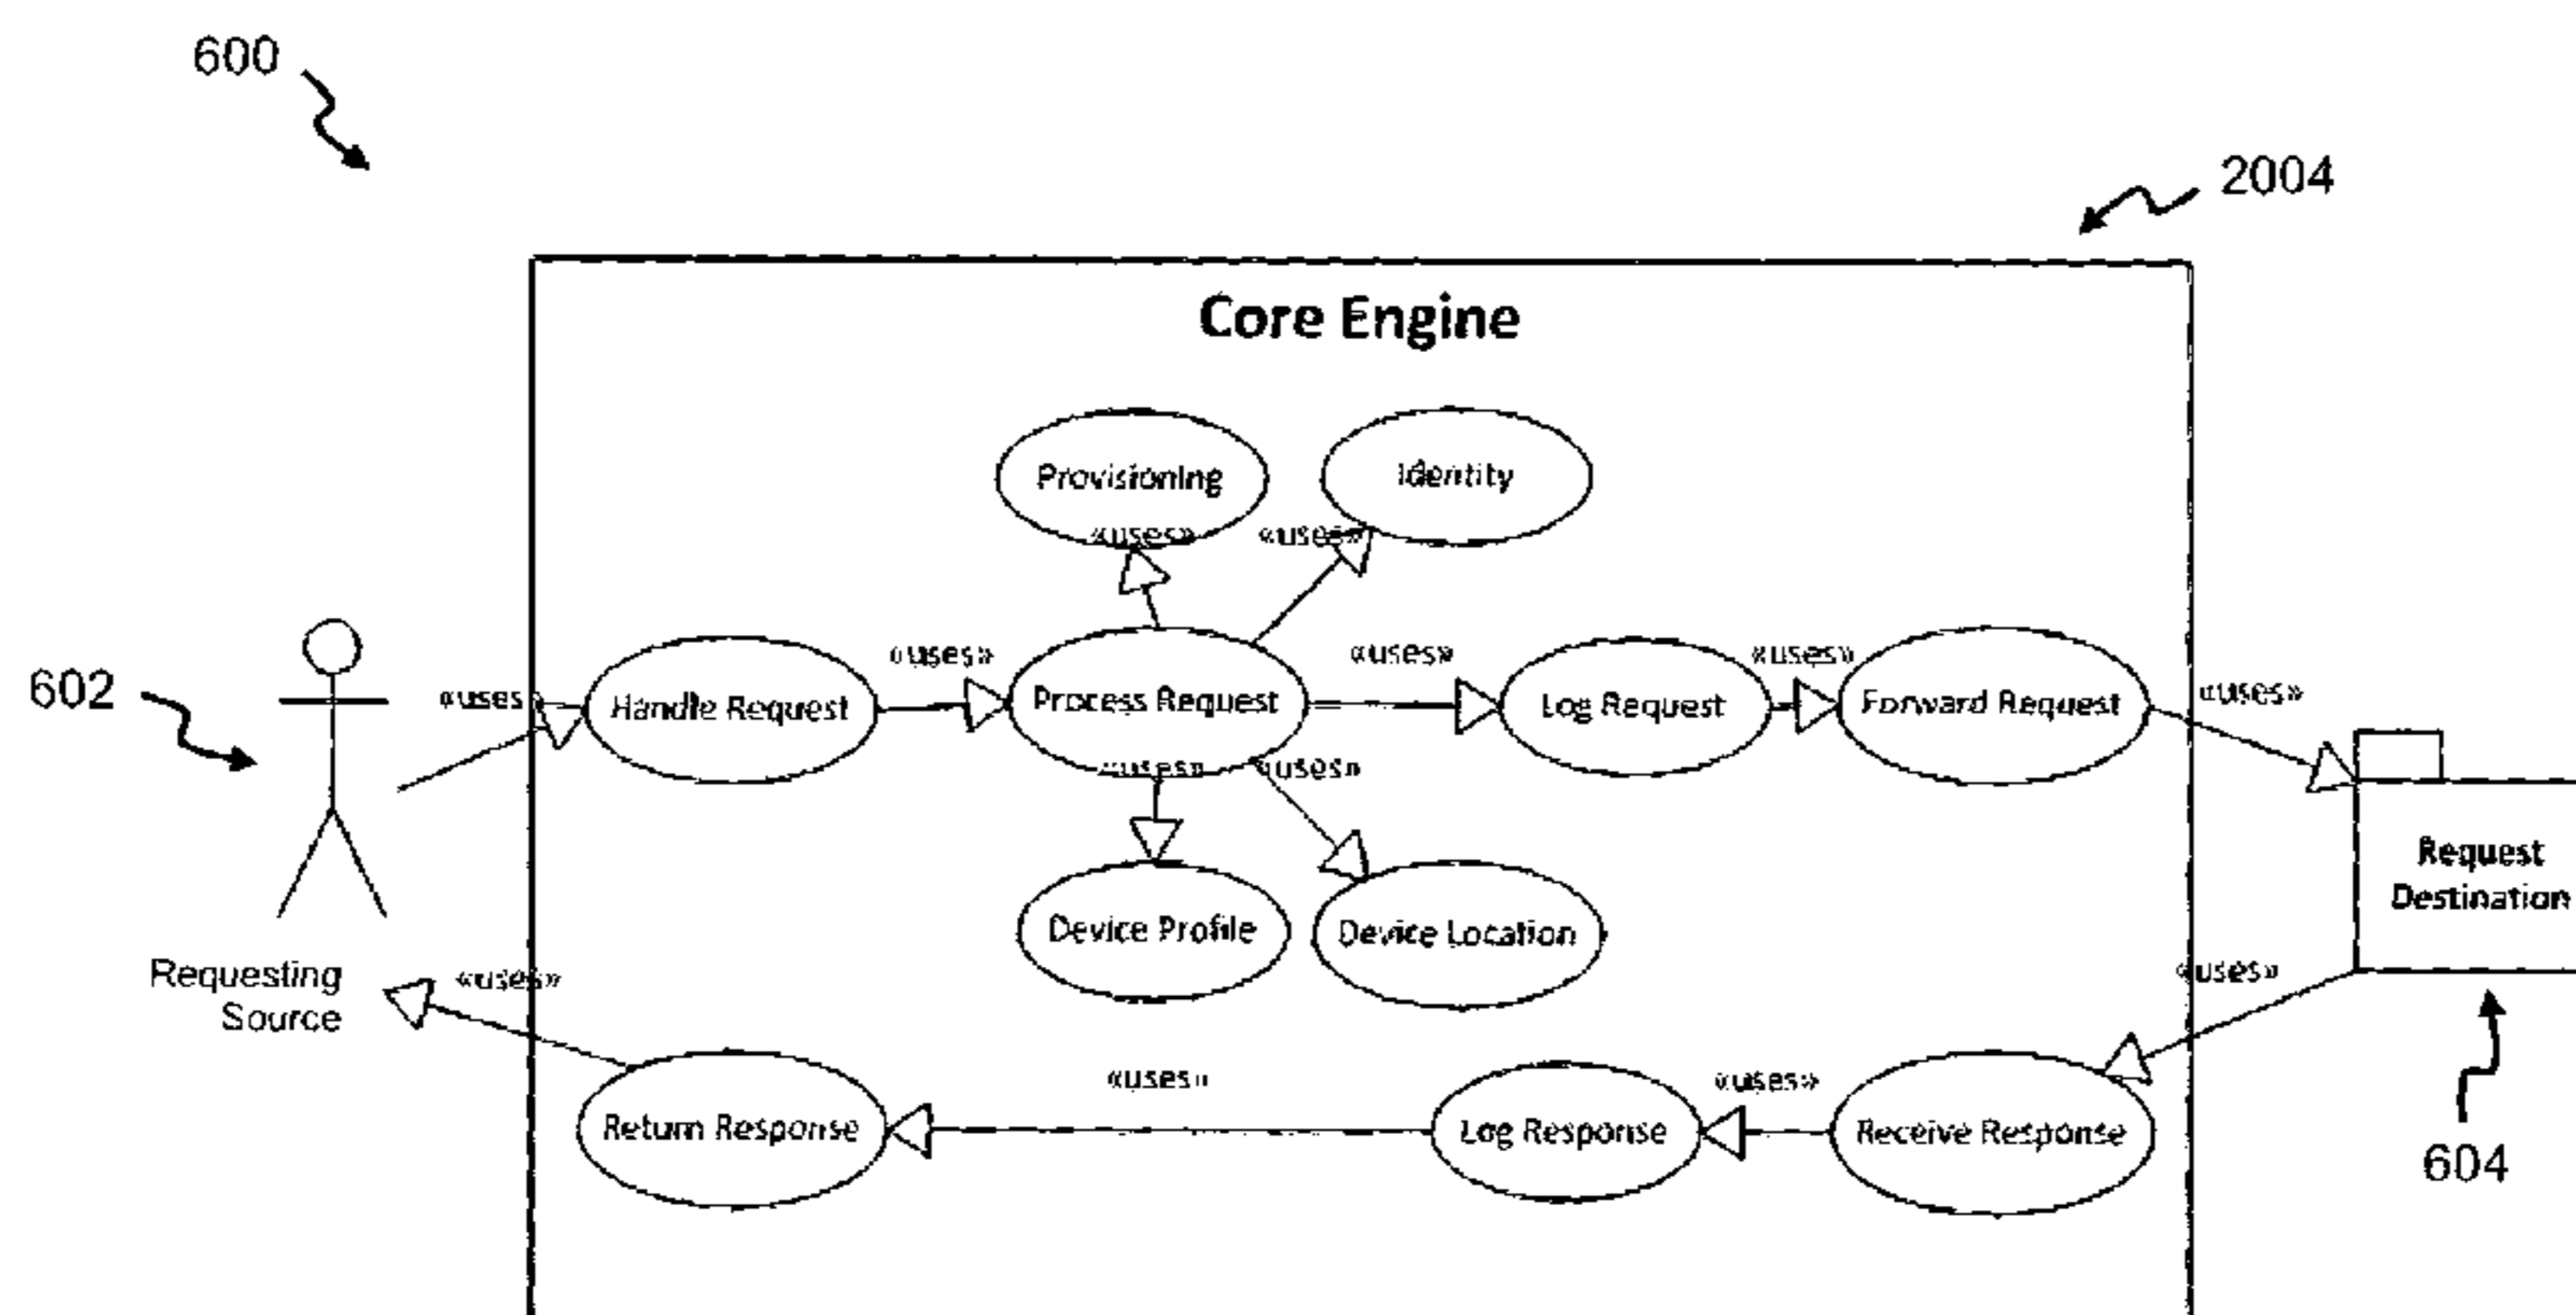 600
2004
Core Engine
Provisioning
Identity
«uses»
«uses»
602
«uses»
Handle Request
«uses»
Process Request
«uses»
Log Request
«uses»
Forward Request
«uses»
«uses»
«uses»
Request
Destination
Device Profile
Device Location
Requesting
Source
«uses»
«uses»
Return Response
«uses»
Log Response
«uses»
Receive Response
604